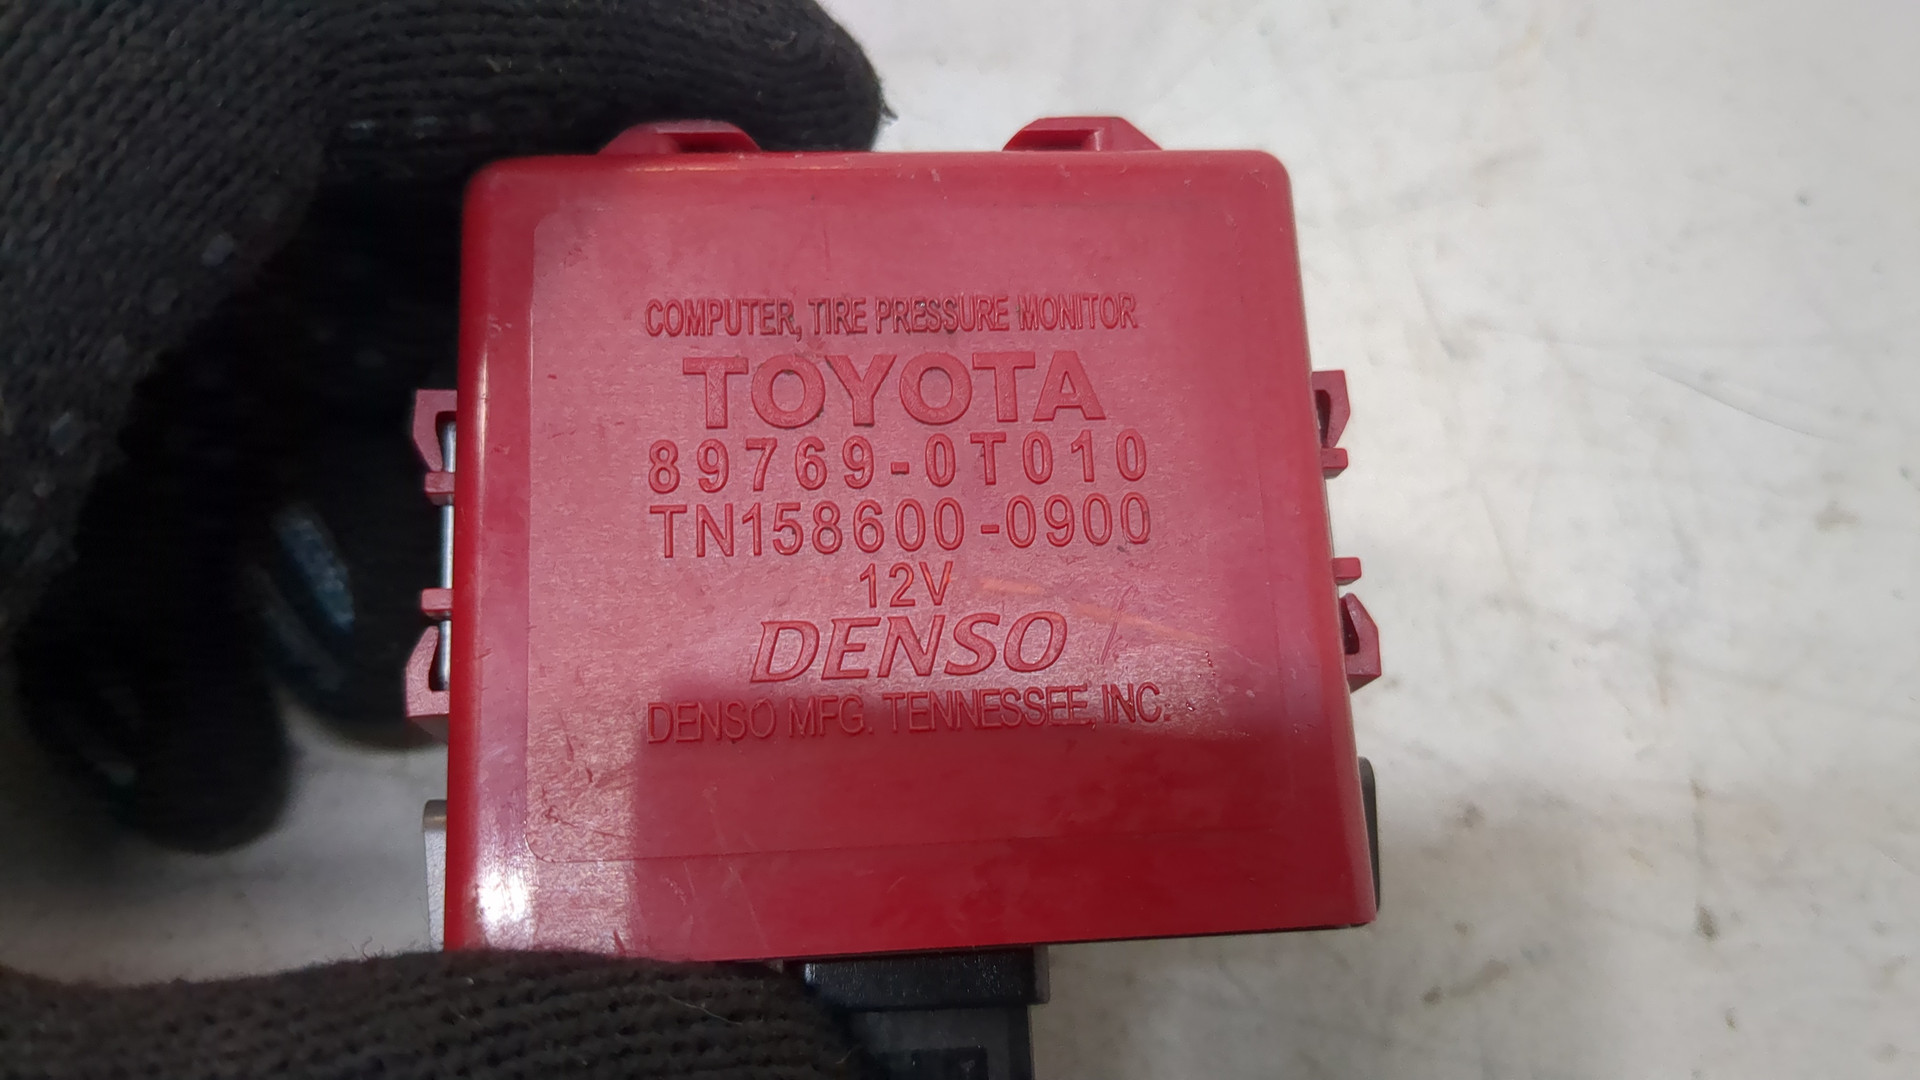 COMPUTER, TIRE PRESSURE MONITOR
TOYOTA
89769-0T010
TN158600-0900
12V
DENSO
DENSO MFG. TENNESSEE, INC.